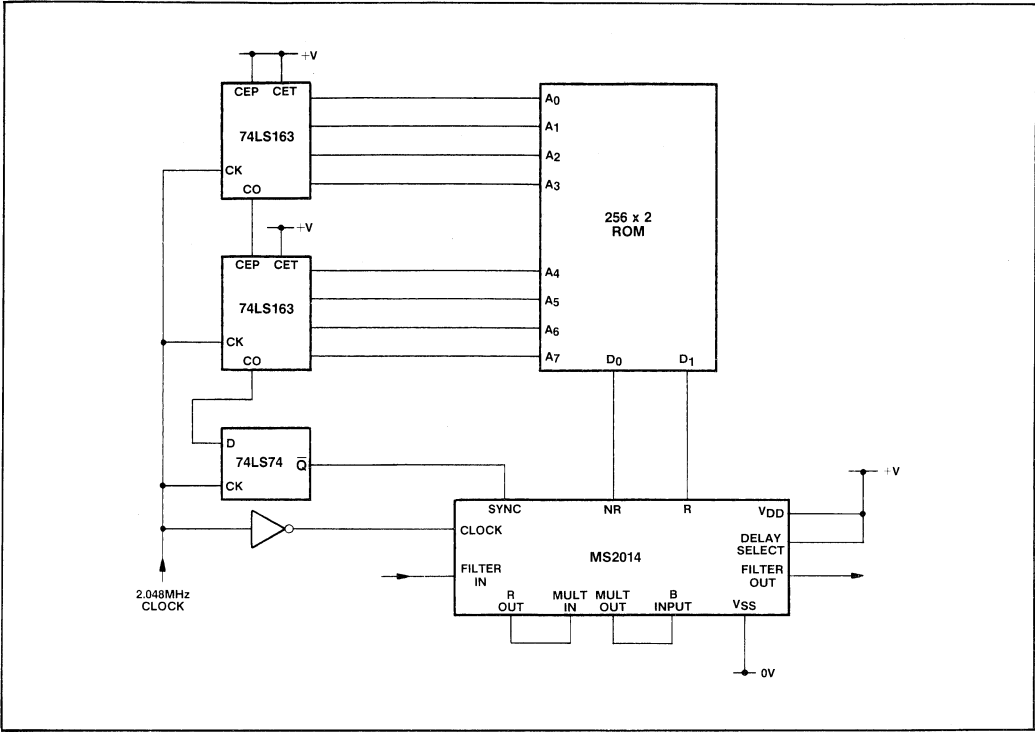 +V
CEP CET
74LS163
CK
CO
A0
A1
A2
A3
256 x 2
ROM
+V
CEP CET
74LS163
CK
CO
A4
A5
A6
A7
D0 D1
D
74LS74 Q̅
CK
+V
SYNC NR R VDD
CLOCK
DELAY
SELECT
MS2014
FILTER
IN
FILTER
OUT
R
OUT
MULT
IN
MULT
OUT
B
INPUT
VSS
2.048MHz
CLOCK
0V